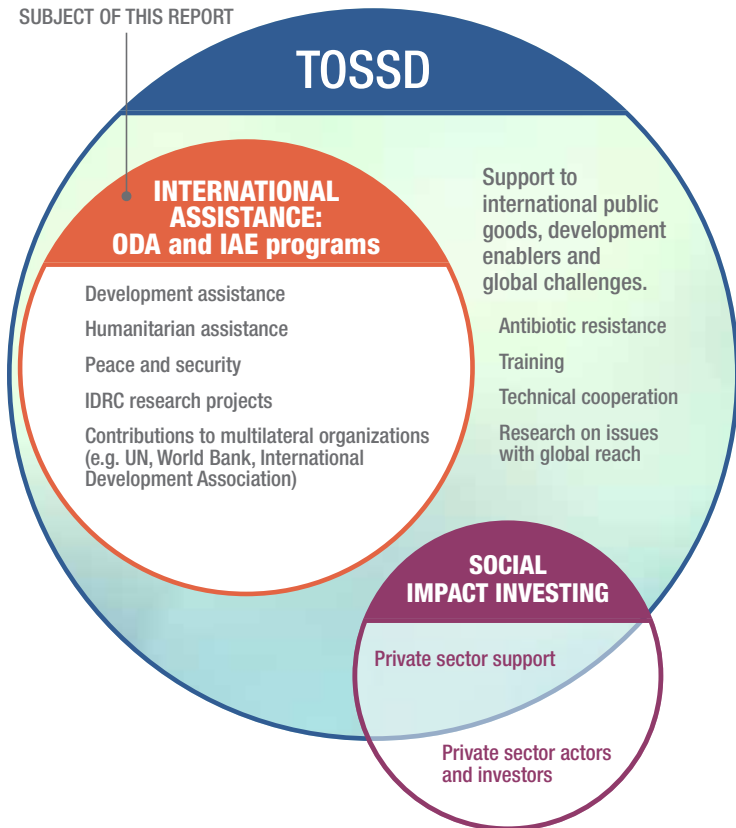 SUBJECT OF THIS REPORT
TOSSD
INTERNATIONAL
ASSISTANCE:
ODA and IAE programs
Development assistance
Humanitarian assistance
Peace and security
IDRC research projects
Contributions to multilateral organizations
(e.g. UN, World Bank, International
Development Association)
Support to
international public
goods, development
enablers and
global challenges.
Antibiotic resistance
Training
Technical cooperation
Research on issues
with global reach
SOCIAL
IMPACT INVESTING
Private sector support
Private sector actors
and investors